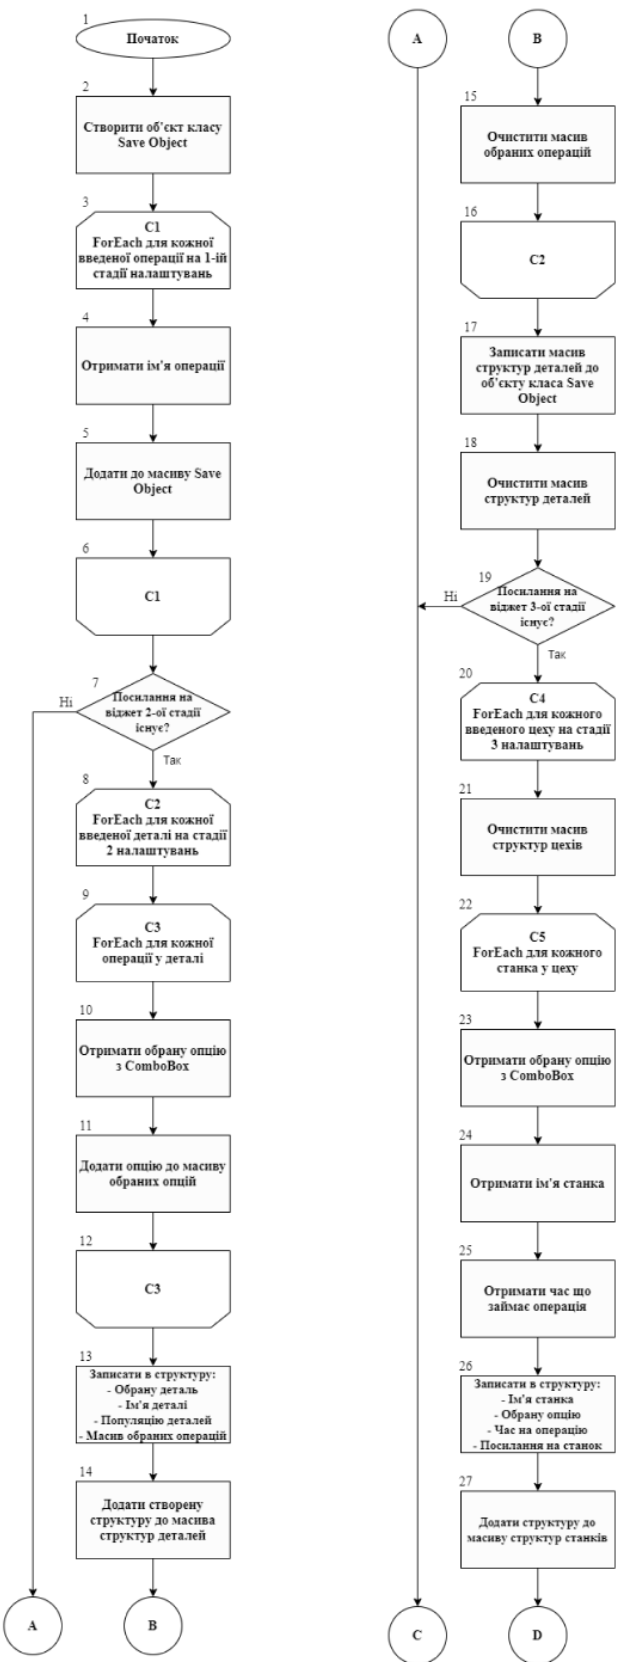 1
Початок
2
Створити об'єкт класу
Save Object
3
C1
ForEach для кожної
введеної операції на 1-ій
стадії налаштувань
4
Отримати ім'я операції
5
Додати до масиву Save
Object
6
C1
7
Посилання на
віджет 2-ої стадії
існує?
Ні
Так
8
C2
ForEach для кожної
введеної деталі на стадії
2 налаштувань
9
C3
ForEach для кожної
операції у деталі
10
Отримати обрану опцію
з ComboBox
11
Додати опцію до масиву
обраних опцій
12
C3
13
Записати в структуру:
- Обрану деталь
- Ім'я деталі
- Популяцію деталей
- Масив обраних операцій
14
Додати створену
структуру до масива
структур деталей
A
B
A
B
15
Очистити масив
обраних операцій
16
C2
17
Записати масив
структур деталей до
об'єкту класа Save
Object
18
Очистити масив
структур деталей
19
Посилання на
віджет 3-ої стадії
існує?
Ні
Так
20
C4
ForEach для кожного
введеного цеху на стадії
3 налаштувань
21
Очистити масив
структур цехів
22
C5
ForEach для кожного
станка у цеху
23
Отримати обрану опцію
з ComboBox
24
Отримати ім'я станка
25
Отримати час що
займає операція
26
Записати в структуру:
- Ім'я станка
- Обрану опцію
- Час на операцію
- Посилання на станок
27
Додати структуру до
масиву структур станків
C
D